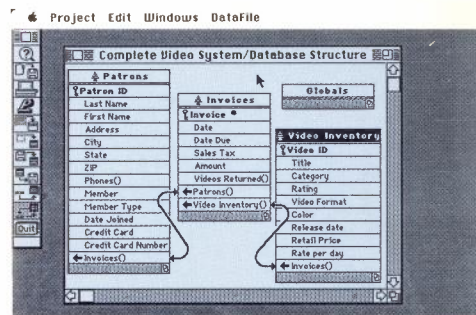 Project Edit Windows DataFile
Complete Video System/Database Structure
Patrons
Patron ID
Last Name
First Name
Address
City
State
ZIP
Phones()
Member
Member Type
Date Joined
Credit Card
Credit Card Number
Invoices()
Invoices
Invoice #
Date
Date Due
Sales Tax
Amount
Videos Returned()
Patrons()
Video Inventory()
Globals
Video Inventory
Video ID
Title
Category
Rating
Video Format
Color
Release date
Retail Price
Rate per day
Invoices()
Quit